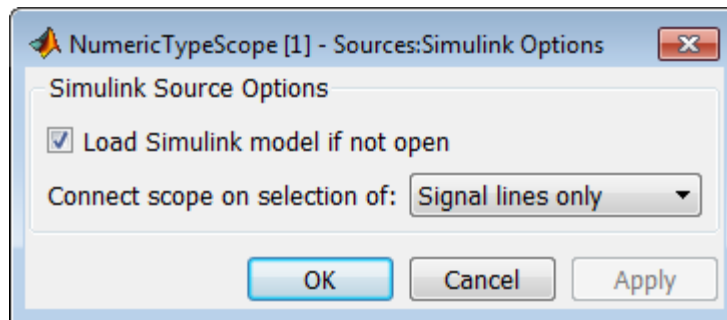 NumericTypeScope [1] - Sources:Simulink Options
Simulink Source Options
Load Simulink model if not open
Connect scope on selection of: Signal lines only
OK Cancel Apply